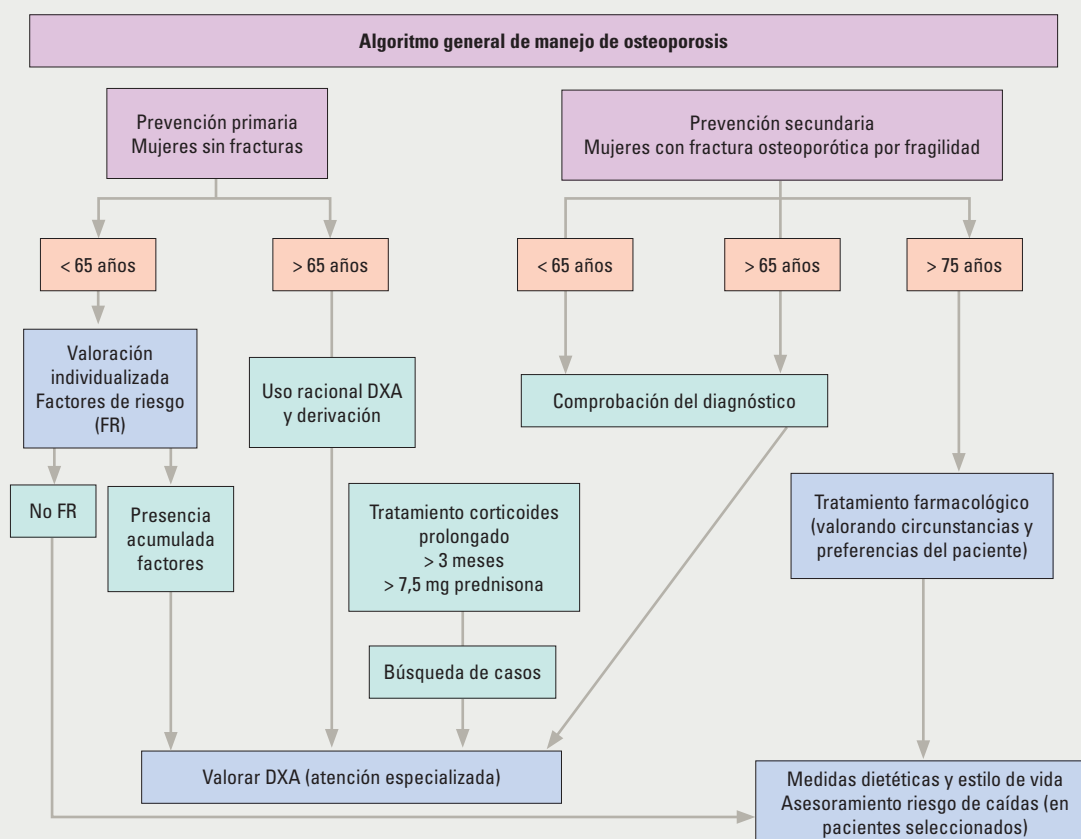 Algoritmo general de manejo de osteoporosis
Prevención primaria
Mujeres sin fracturas
Prevención secundaria
Mujeres con fractura osteoporótica por fragilidad
< 65 años
> 65 años
< 65 años
> 65 años
> 75 años
Valoración
individualizada
Factores de riesgo
(FR)
Uso racional DXA
y derivación
Comprobación del diagnóstico
No FR
Presencia
acumulada
factores
Tratamiento corticoides
prolongado
> 3 meses
> 7,5 mg prednisona
Tratamiento farmacológico
(valorando circunstancias y
preferencias del paciente)
Búsqueda de casos
Valorar DXA (atención especializada)
Medidas dietéticas y estilo de vida
Asesoramiento riesgo de caídas (en
pacientes seleccionados)